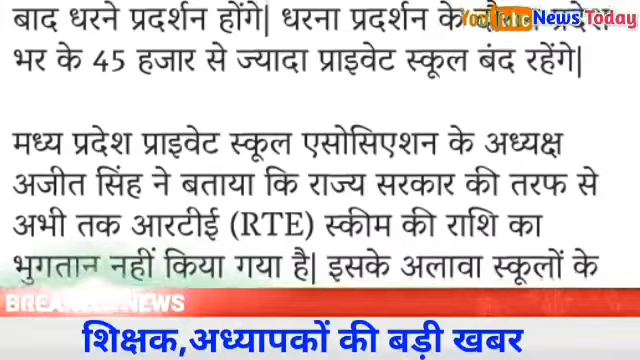 बाद धरने प्रदर्शन होंगे| धरना प्रदर्शन के
News Today
भर के 45 हजार से ज्यादा प्राइवेट स्कूल बंद रहेंगे|
मध्य प्रदेश प्राइवेट स्कूल एसोसिएशन के अध्यक्ष
अजीत सिंह ने बताया कि राज्य सरकार की तरफ से
अभी तक आरटीई (RTE) स्कीम की राशि का
भुगतान नहीं किया गया है| इसके अलावा स्कूलों के
BREAKING NEWS
शिक्षक,अध्यापकों की बड़ी खबर